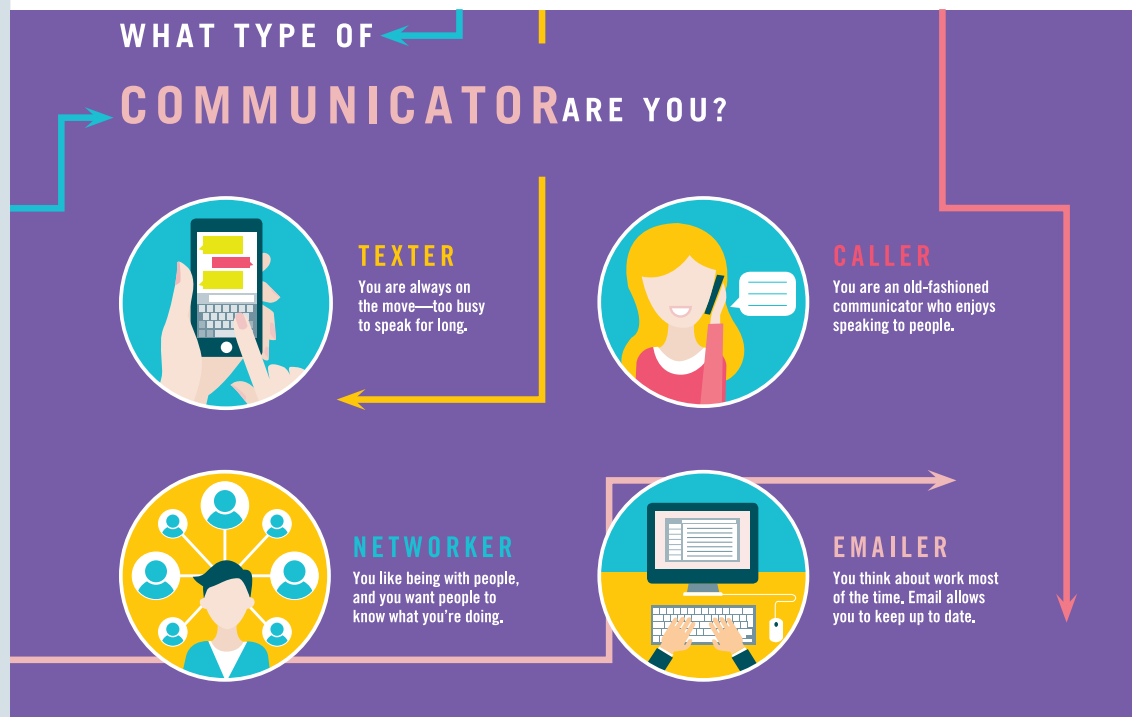 WHAT TYPE OF
COMMUNICATOR ARE YOU?
TEXTER
You are always on
the move—too busy
to speak for long.
CALLER
You are an old-fashioned
communicator who enjoys
speaking to people.
NETWORKER
You like being with people,
and you want people to
know what you're doing.
EMAILER
You think about work most
of the time. Email allows
you to keep up to date.